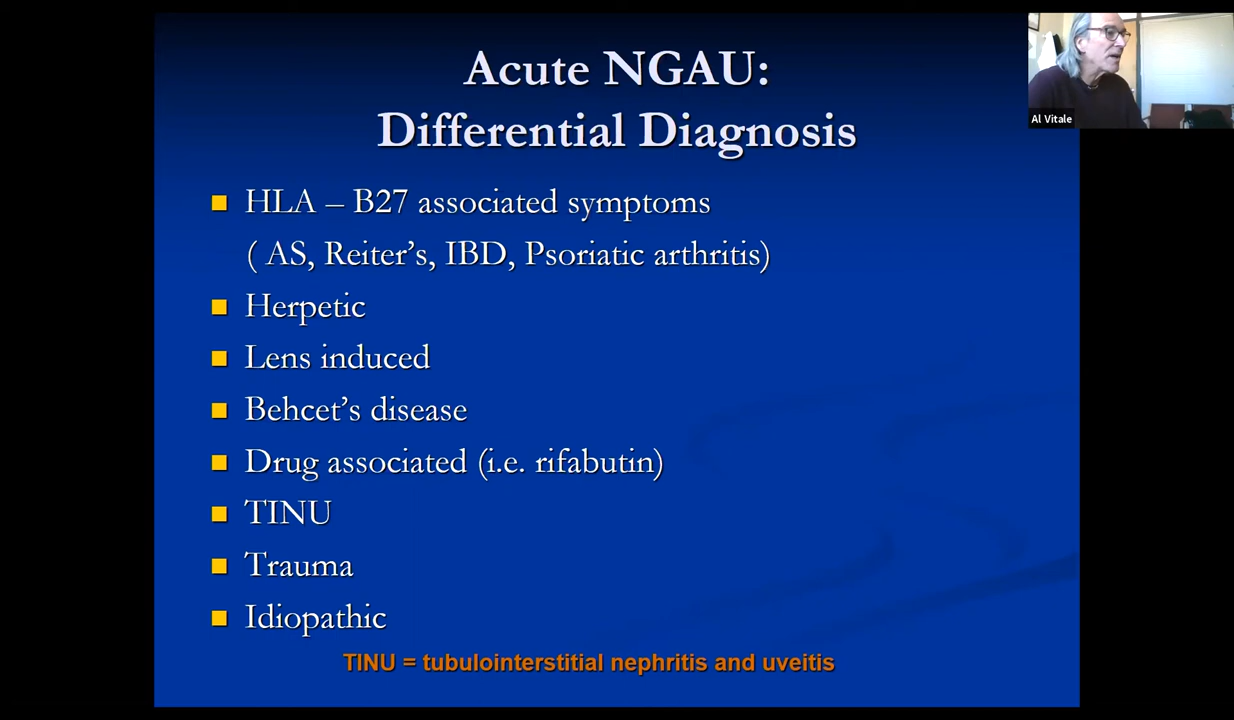 Acute NGAU:
Differential Diagnosis
HLA – B27 associated symptoms
( AS, Reiter’s, IBD, Psoriatic arthritis)
Herpetic
Lens induced
Behcet’s disease
Drug associated (i.e. rifabutin)
TINU
Trauma
Idiopathic
TINU = tubulointerstitial nephritis and uveitis
Al Vitale